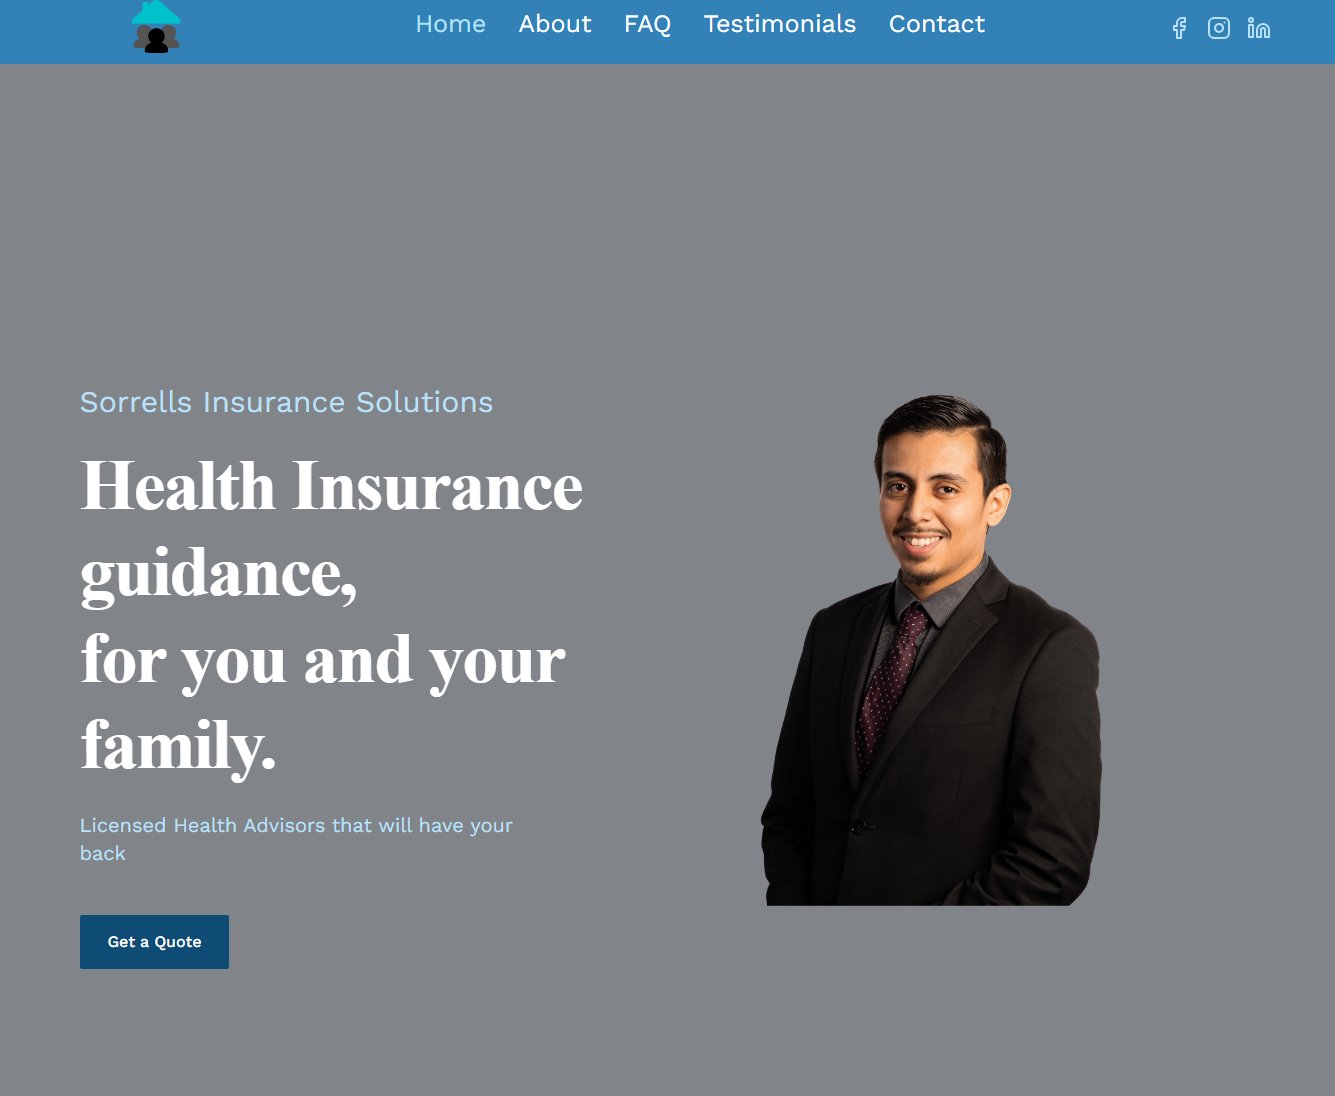 Home About FAQ Testimonials Contact
Sorrells Insurance Solutions
Health Insurance
guidance,
for you and your
family.
Licensed Health Advisors that will have your
back
Get a Quote